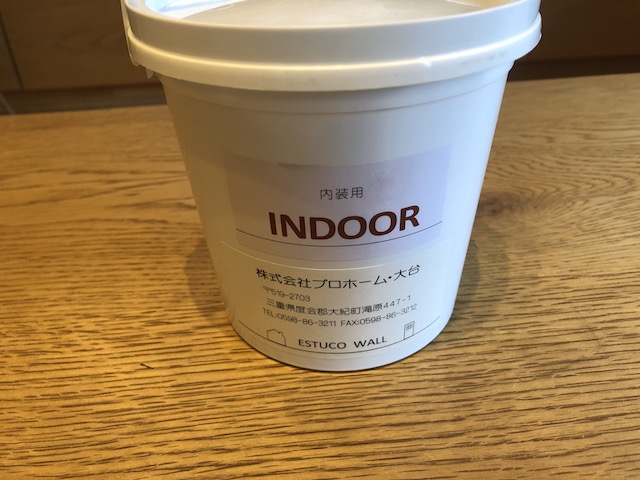 内装用
INDOOR
株式会社プロホーム・大台
〒519-2703
三重県度会郡大紀町滝原447-1
TEL:0598-86-3211 FAX:0598-86-3212
ESTUCO WALL